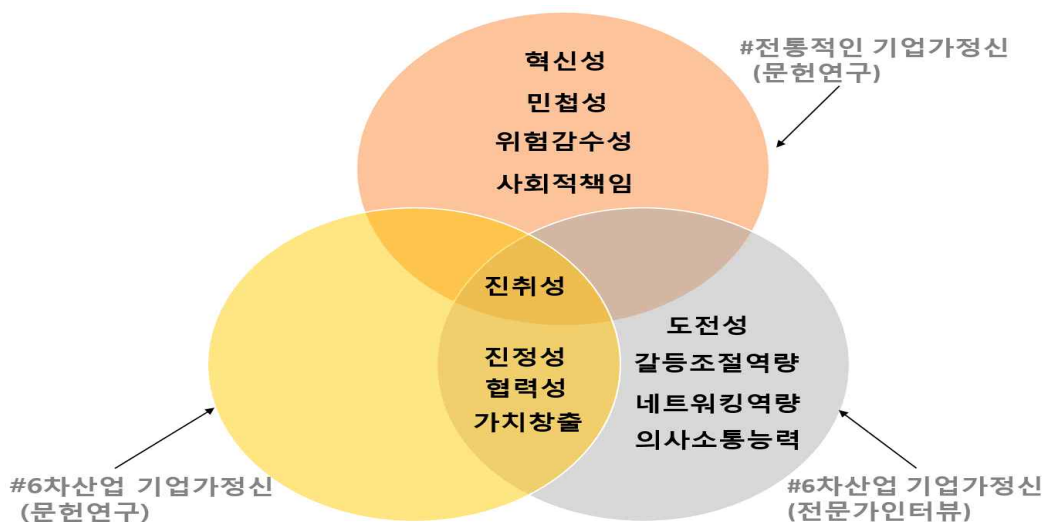 #전통적인 기업가정신
(문헌연구)
혁신성
민첩성
위험감수성
사회적책임
진취성
진정성
협력성
가치창출
도전성
갈등조절역량
네트워킹역량
의사소통능력
#6차산업 기업가정신
(문헌연구)
#6차산업 기업가정신
(전문가인터뷰)